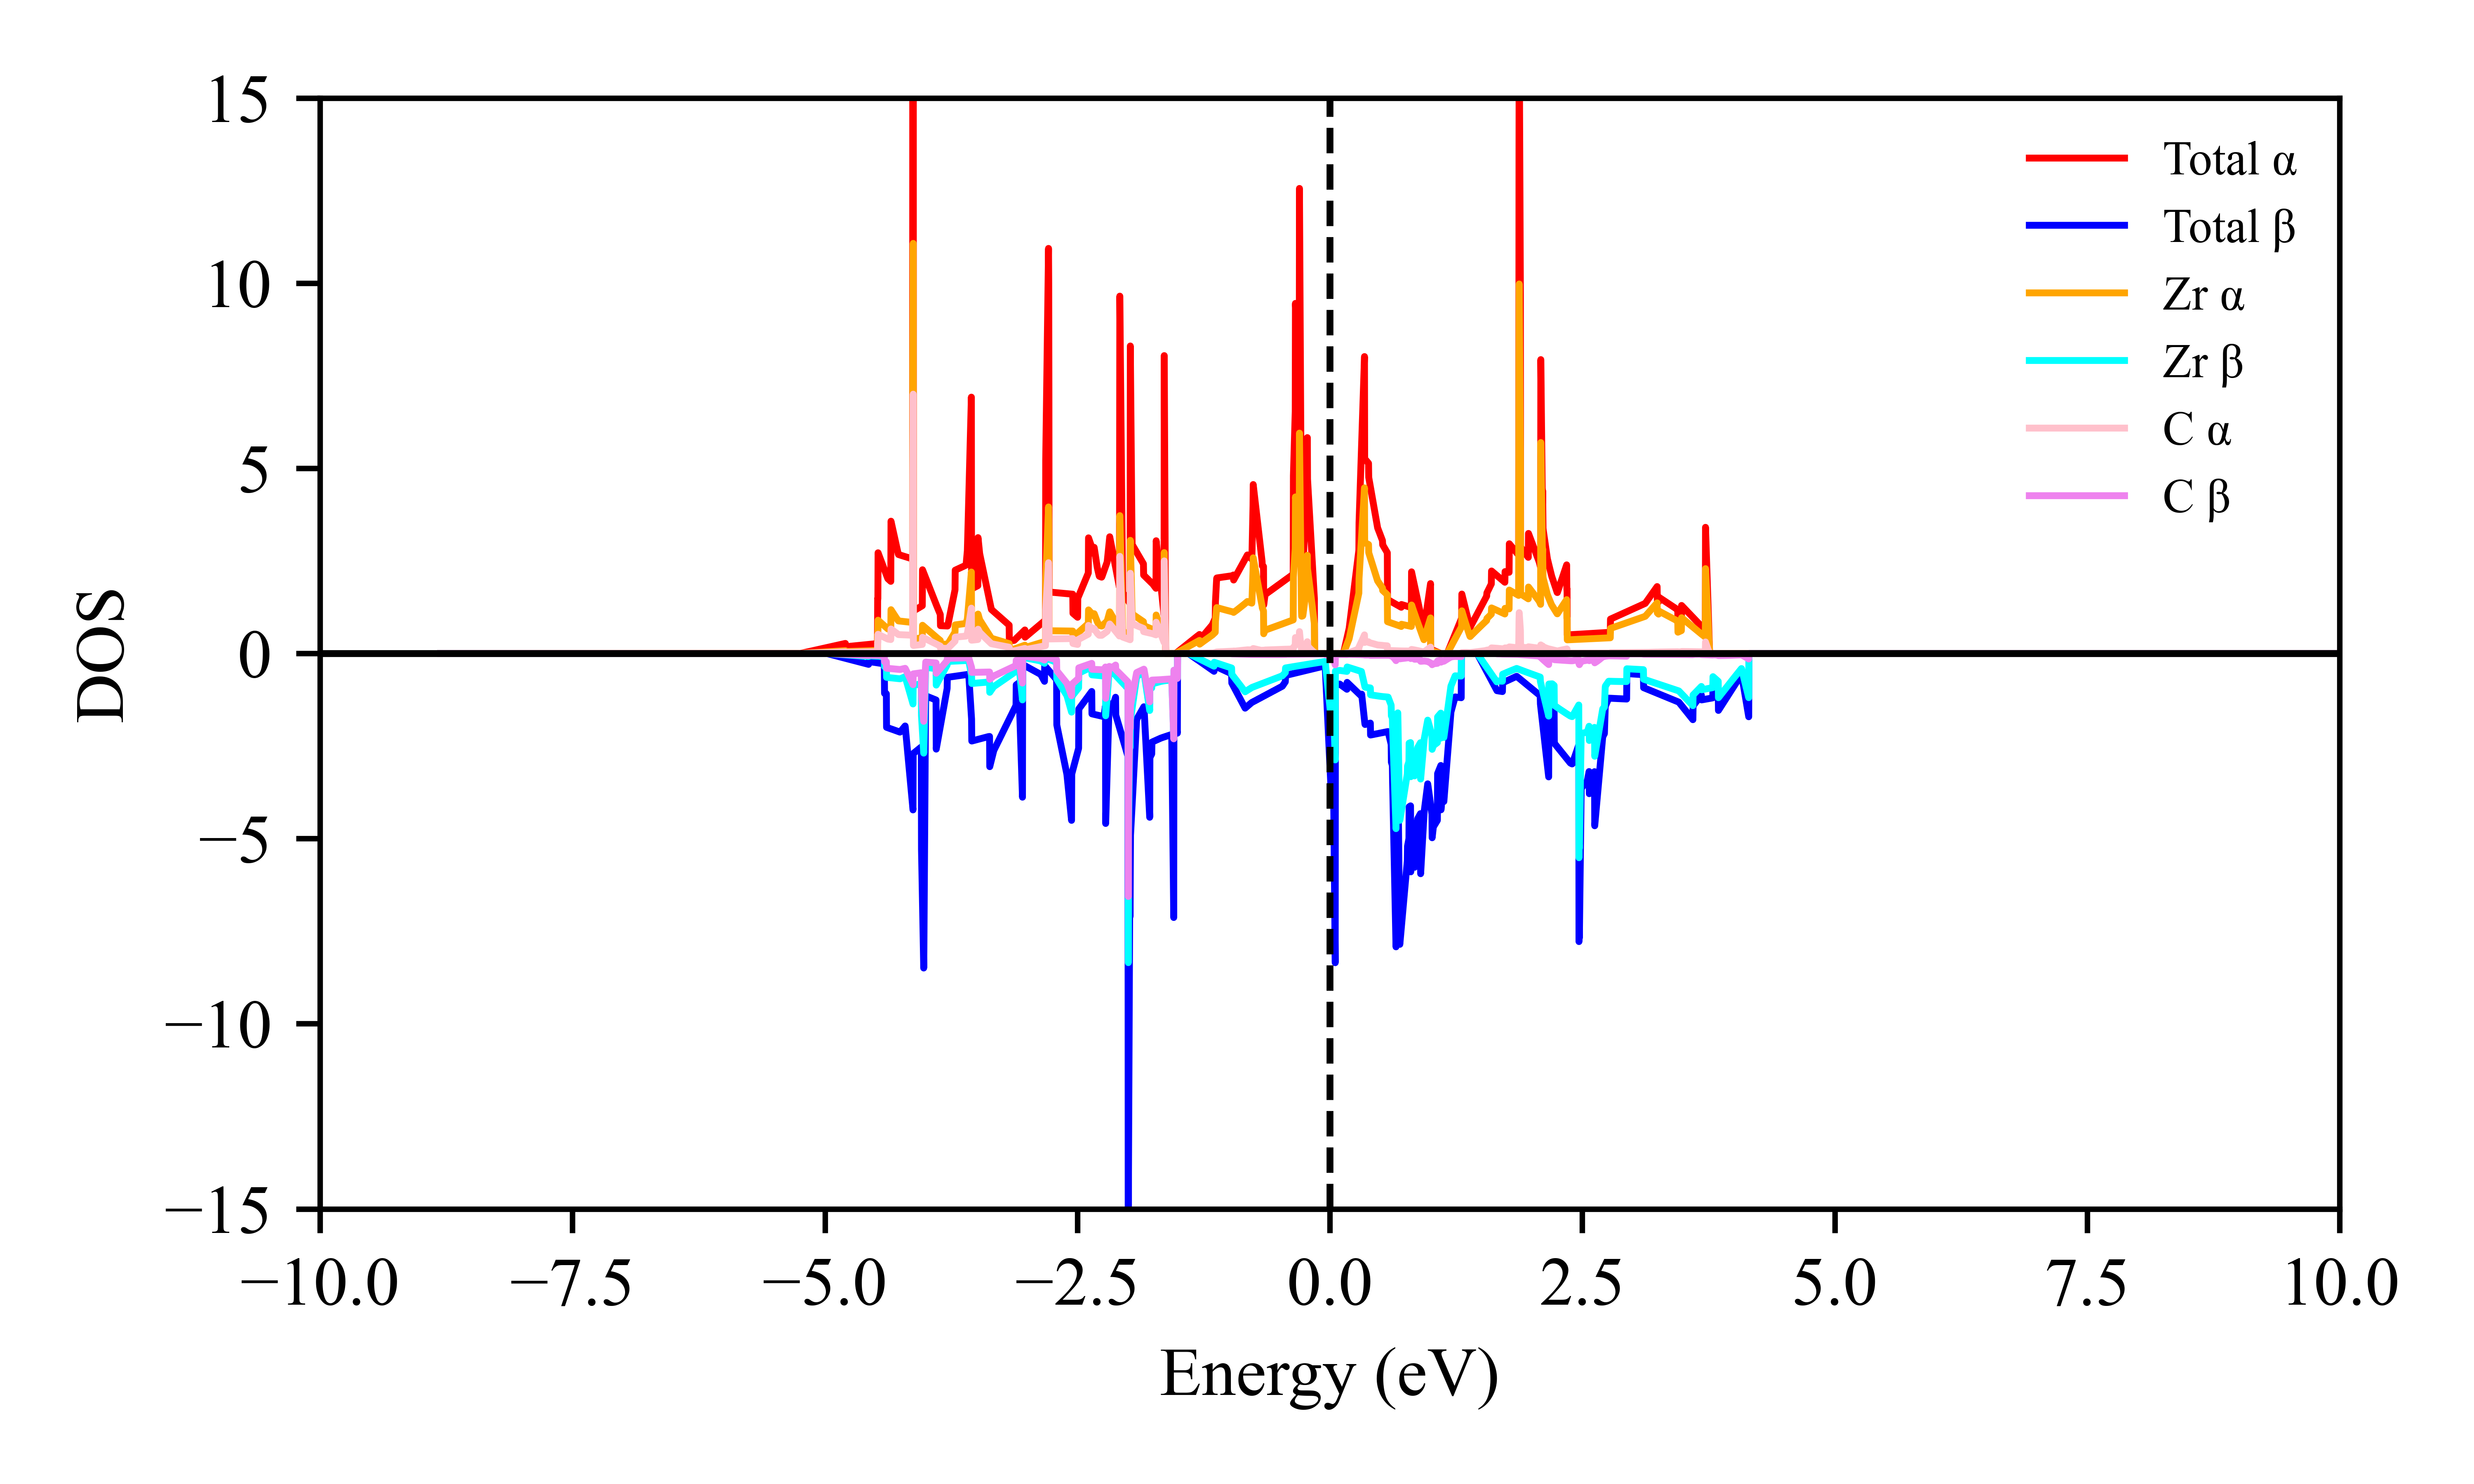 15
10
5
0
−5
−10
−15
DOS
−10.0
−7.5
−5.0
−2.5
0.0
2.5
5.0
7.5
10.0
Energy (eV)
Total α
Total β
Zr α
Zr β
C α
C β